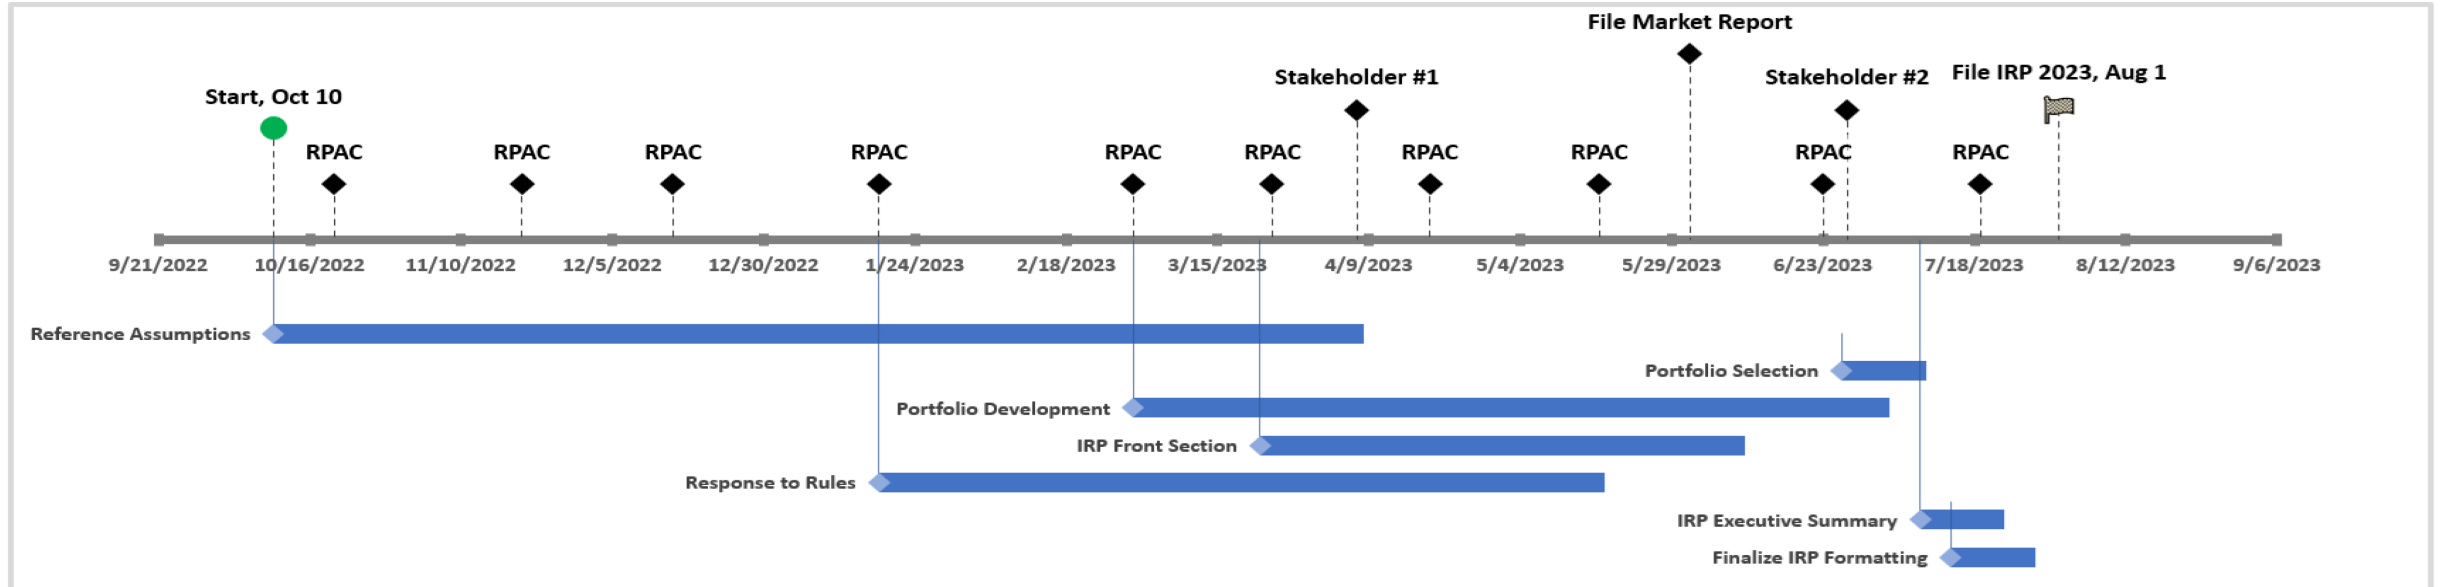 File Market Report
Stakeholder #1
Stakeholder #2
File IRP 2023, Aug 1
Start, Oct 10
RPAC
RPAC
RPAC
RPAC
RPAC
RPAC
RPAC
RPAC
RPAC
RPAC
9/21/2022
10/16/2022
11/10/2022
12/5/2022
12/30/2022
1/24/2023
2/18/2023
3/15/2023
4/9/2023
5/4/2023
5/29/2023
6/23/2023
7/18/2023
8/12/2023
9/6/2023
Reference Assumptions
Portfolio Selection
Portfolio Development
IRP Front Section
Response to Rules
IRP Executive Summary
Finalize IRP Formatting